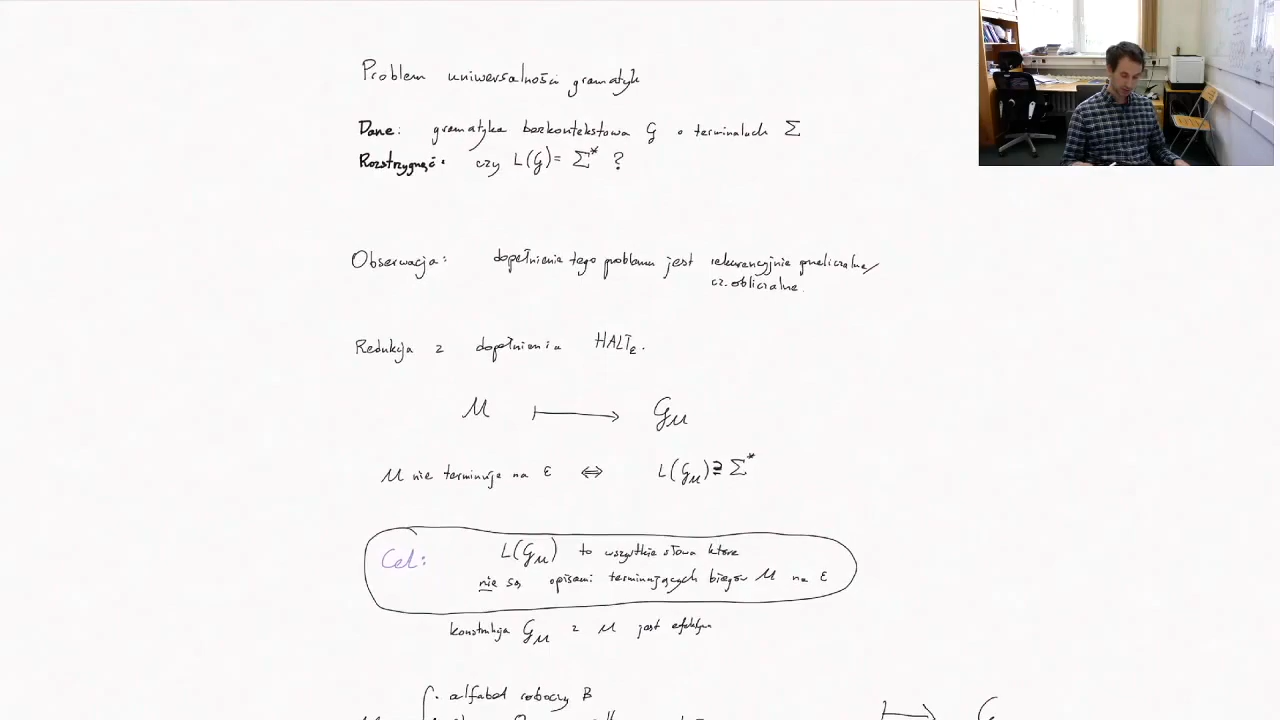 Problem uniwersalności gramatyk
Dane: gramatyka bezkontekstowa G o terminalach Σ
Rozstrzygnąć: czy L(G) = Σ* ?
Obserwacja: dopełnienie tego problemu jest rekurencyjnie przeliczalne/
cz. obliczalne.
Redukcja z dopełnienia HALTε.
M ⟼ G_M
M nie terminuje na ε ⇔ L(G_M) ⊇ Σ*
Cel: L(G_M) to wszystkie słowa które
nie są opisami terminujących biegów M na ε
konstrukcja G_M z M jest efektywna
· alfabet roboczy B